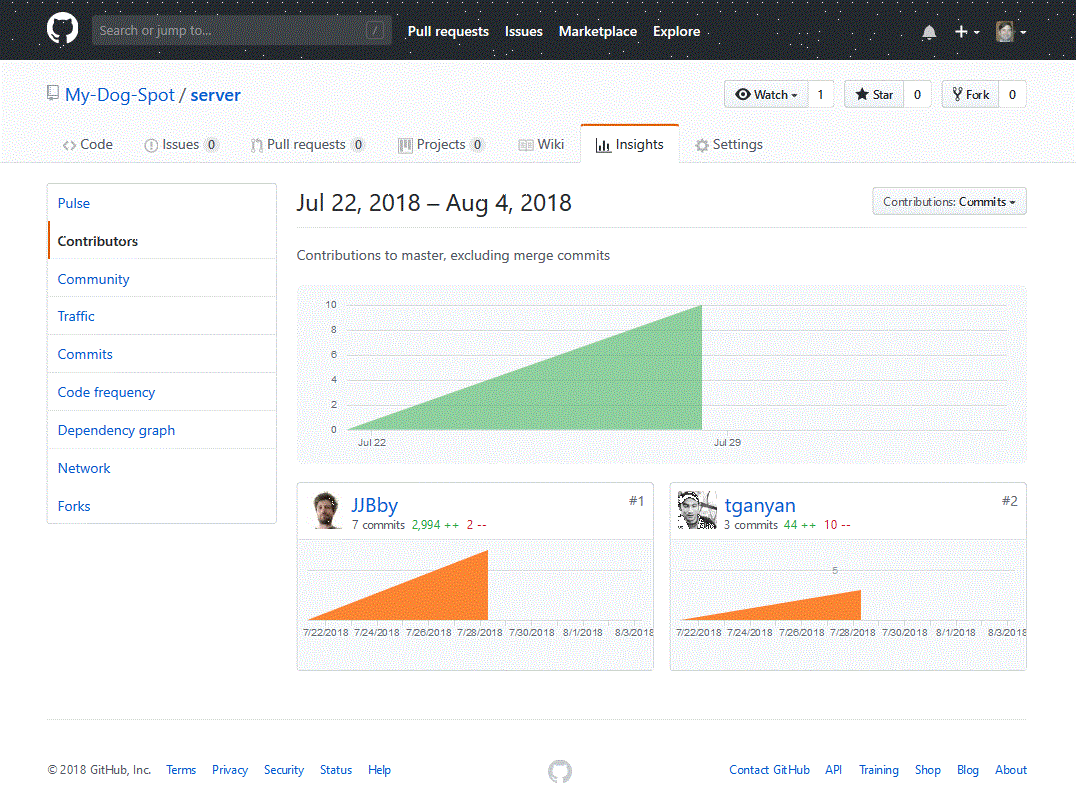 Search or jump to... /
Pull requests Issues Marketplace Explore
My-Dog-Spot / server
Watch 1 Star 0 Fork 0
Code Issues 0 Pull requests 0 Projects 0 Wiki Insights Settings
Pulse
Contributors
Community
Traffic
Commits
Code frequency
Dependency graph
Network
Forks
Jul 22, 2018 – Aug 4, 2018
Contributions: Commits
Contributions to master, excluding merge commits
10
8
6
4
2
0
Jul 22 Jul 29
JJBby #1
7 commits 2,994 ++ 2 --
7/22/2018 7/24/2018 7/26/2018 7/28/2018 7/30/2018 8/1/2018 8/3/2018
tganyan #2
3 commits 44 ++ 10 --
5
7/22/2018 7/24/2018 7/26/2018 7/28/2018 7/30/2018 8/1/2018 8/3/2018
© 2018 GitHub, Inc. Terms Privacy Security Status Help
Contact GitHub API Training Shop Blog About